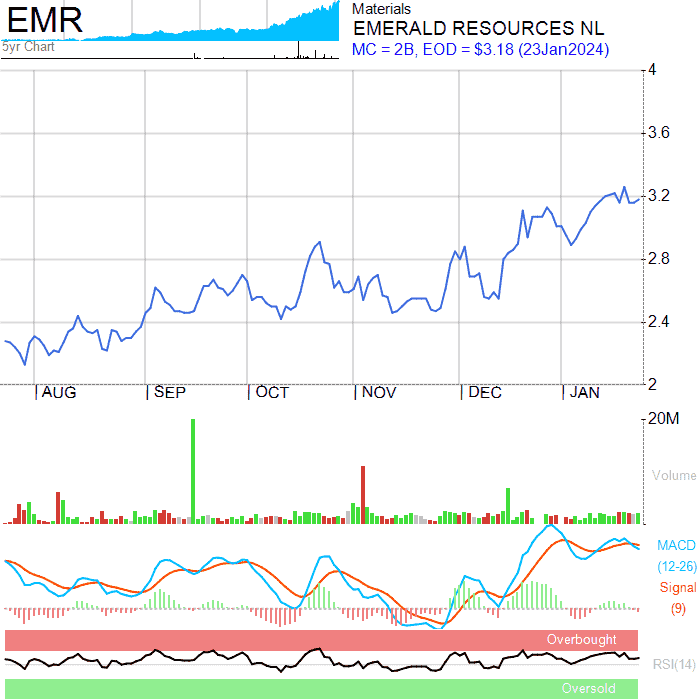 EMR
5yr Chart
Materials
EMERALD RESOURCES NL
MC = 2B, EOD = $3.18 (23Jan2024)
4
3.6
3.2
2.8
2.4
2
AUG SEP OCT NOV DEC JAN
20M
Volume
MACD
(12-26)
Signal
(9)
Overbought
RSI(14)
Oversold